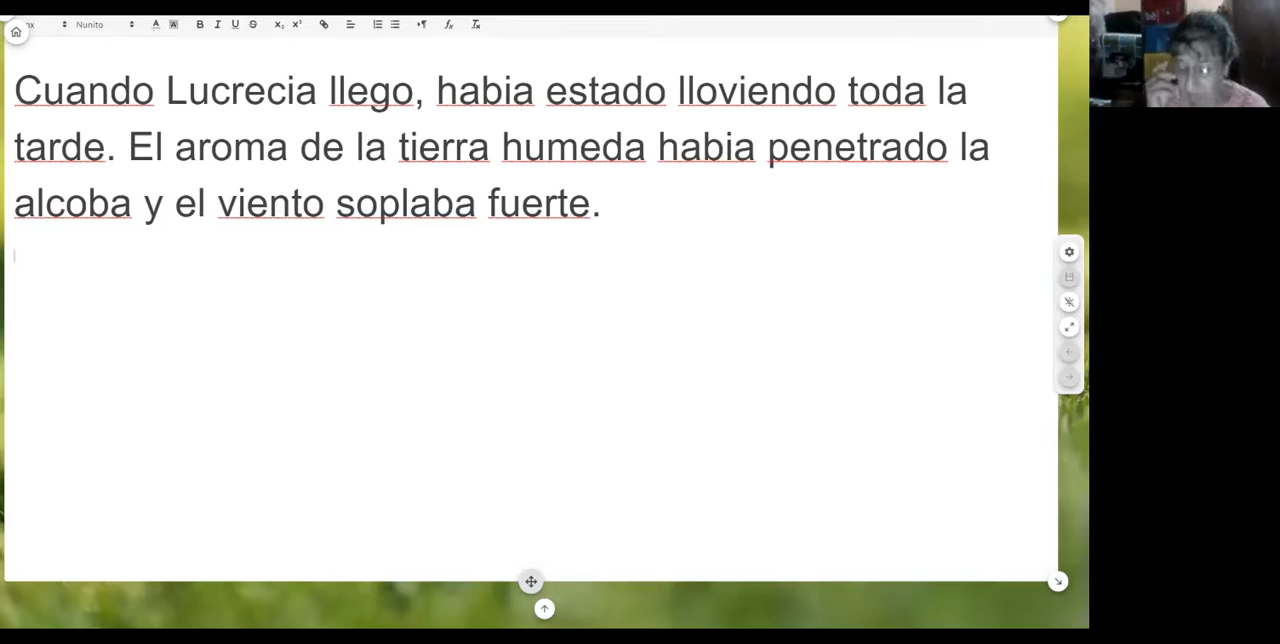 Nunito
Cuando Lucrecia llego, habia estado lloviendo toda la
tarde. El aroma de la tierra humeda habia penetrado la
alcoba y el viento soplaba fuerte.